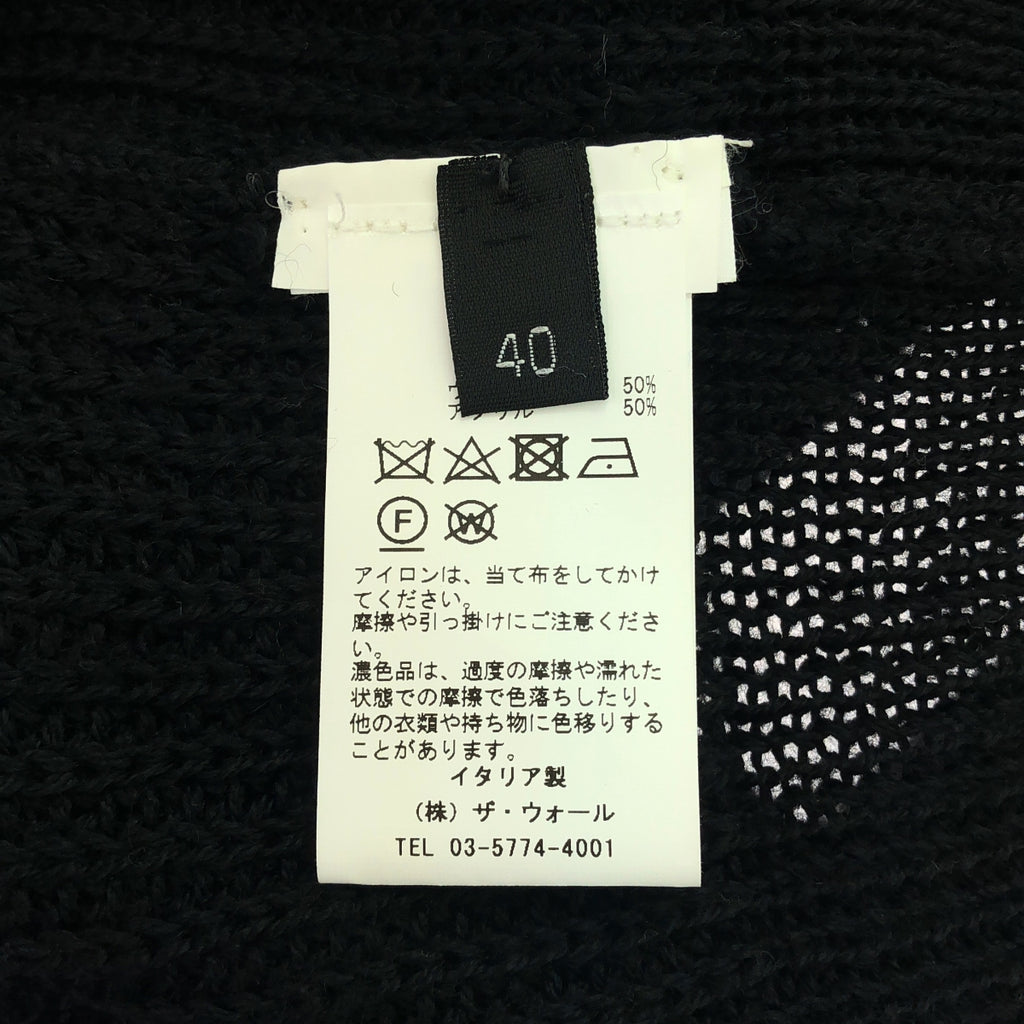 40
50%
50%
F
W
アイロンは、当て布をしてかけ
てください。
摩擦や引っ掛けにご注意くださ
い。
濃色品は、過度の摩擦や濡れた
状態での摩擦で色落ちしたり、
他の衣類や持ち物に色移りする
ことがあります。
イタリア製
（株）ザ・ウォール
TEL 03-5774-4001